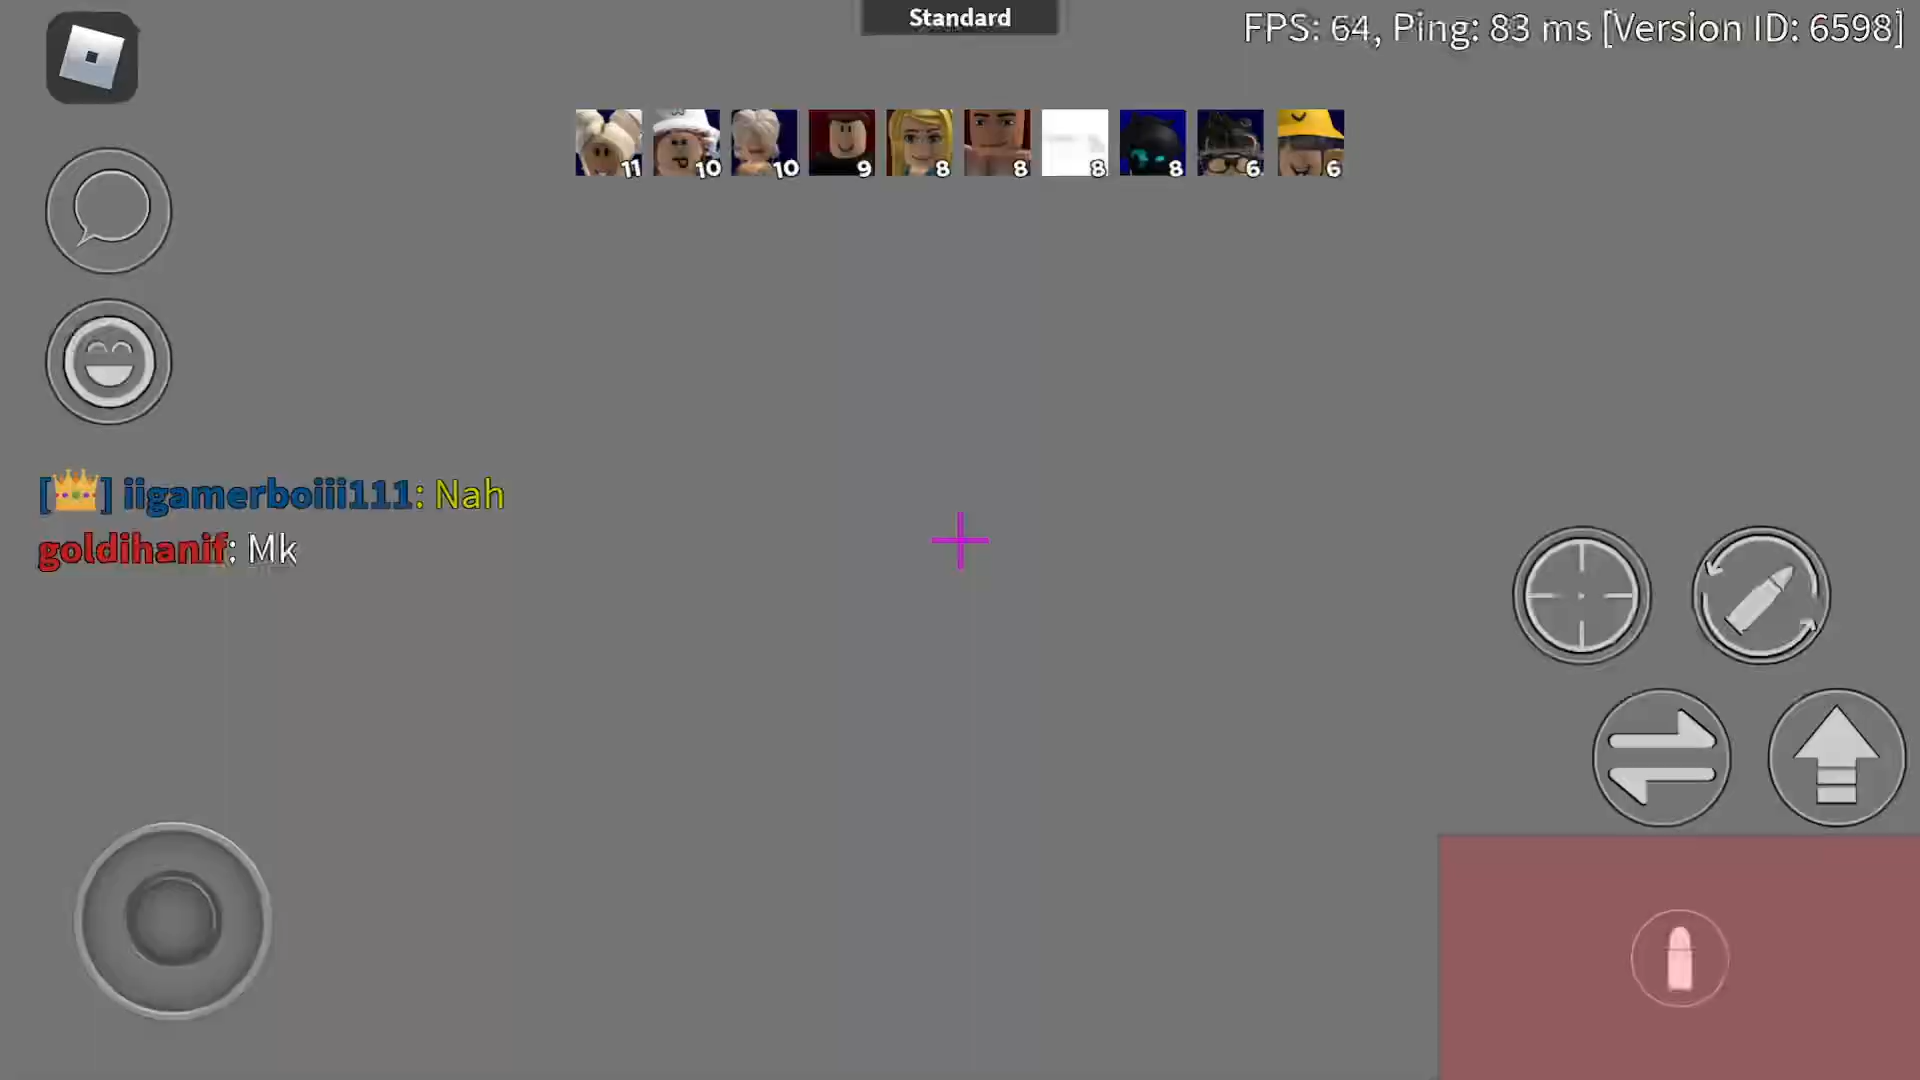 Standard
FPS: 64, Ping: 83 ms [Version ID: 6598]
11 10 10 9 8 8 8 8 6 6
[👑] iigamerboiii111: Nah
goldihanif: Mk